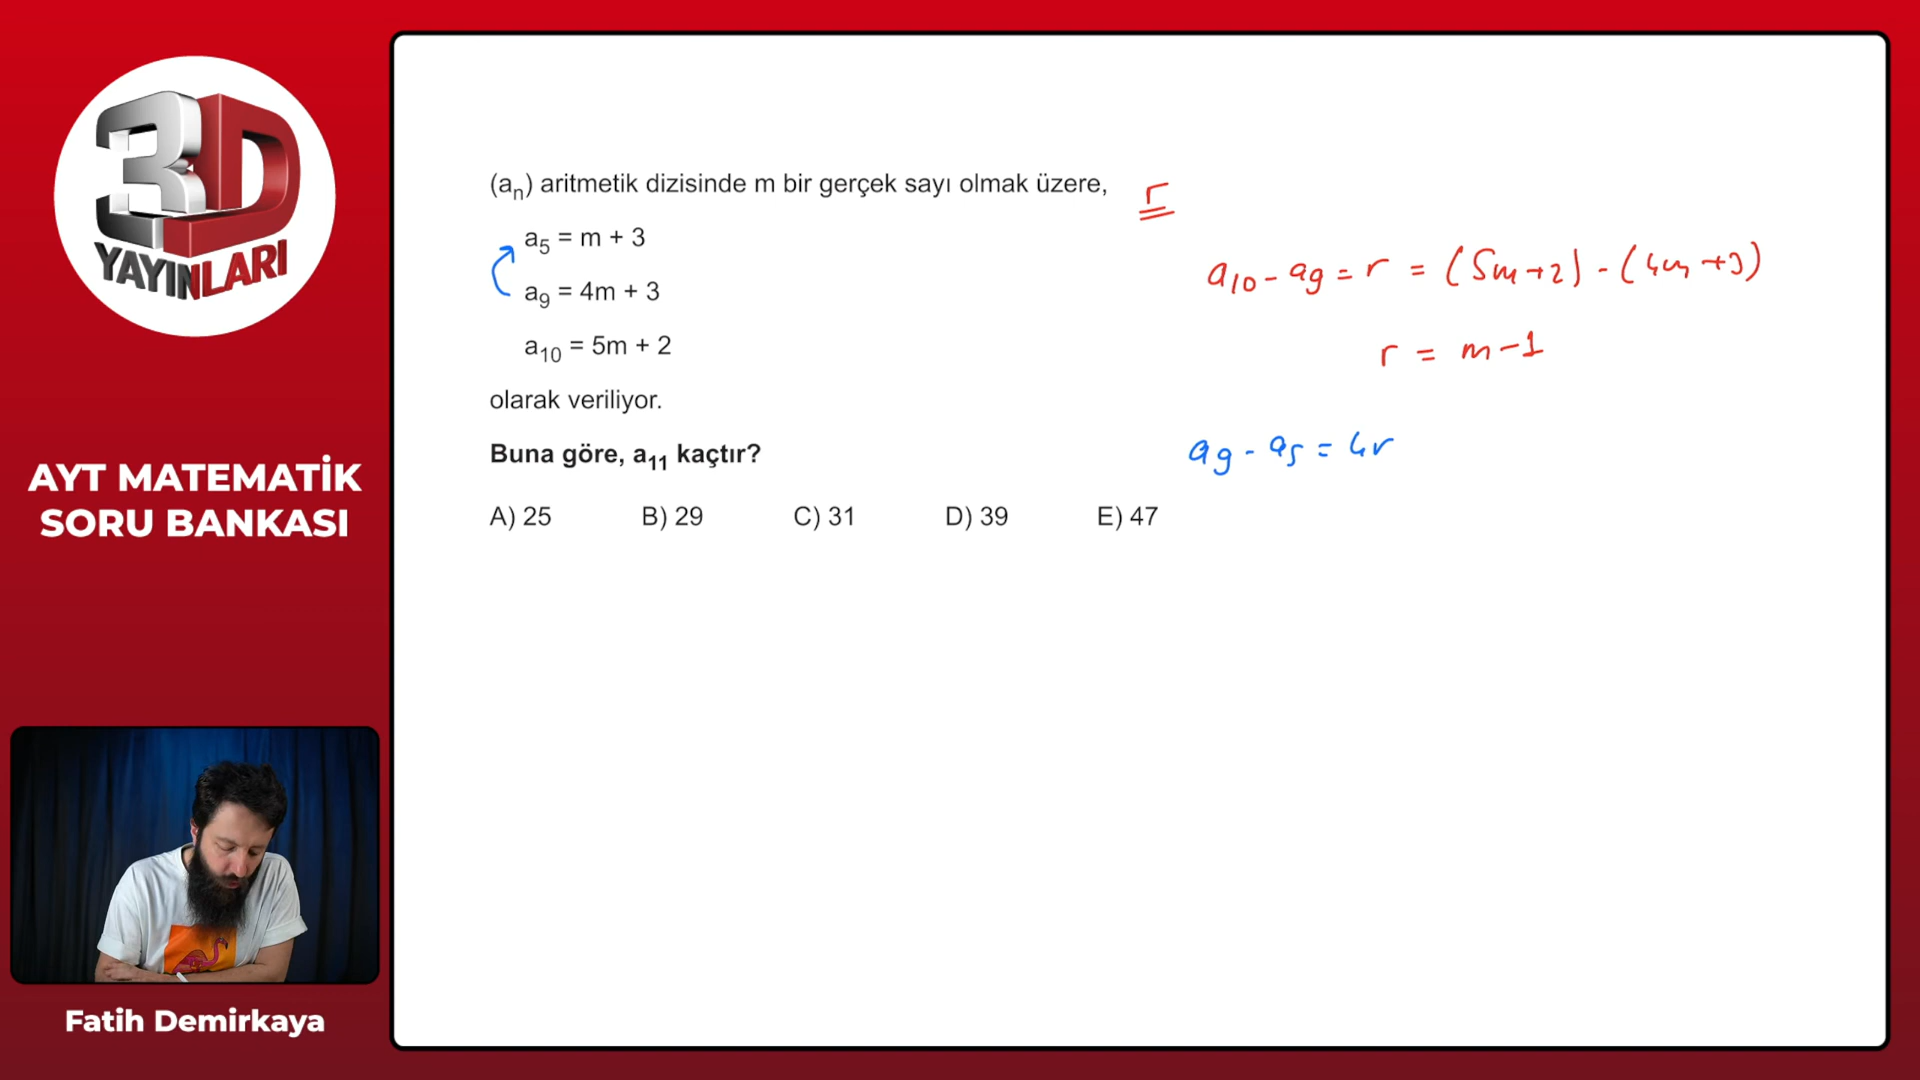 3D
YAYINLARI
AYT MATEMATİK
SORU BANKASI
Fatih Demirkaya
(aₙ) aritmetik dizisinde m bir gerçek sayı olmak üzere,
a₅ = m + 3
a₉ = 4m + 3
a₁₀ = 5m + 2
olarak veriliyor.
Buna göre, a₁₁ kaçtır?
A) 25 B) 29 C) 31 D) 39 E) 47
r
a₁₀ - a₉ = r = (5m+2) - (4m+3)
r = m-1
a₉ - a₅ = 4r